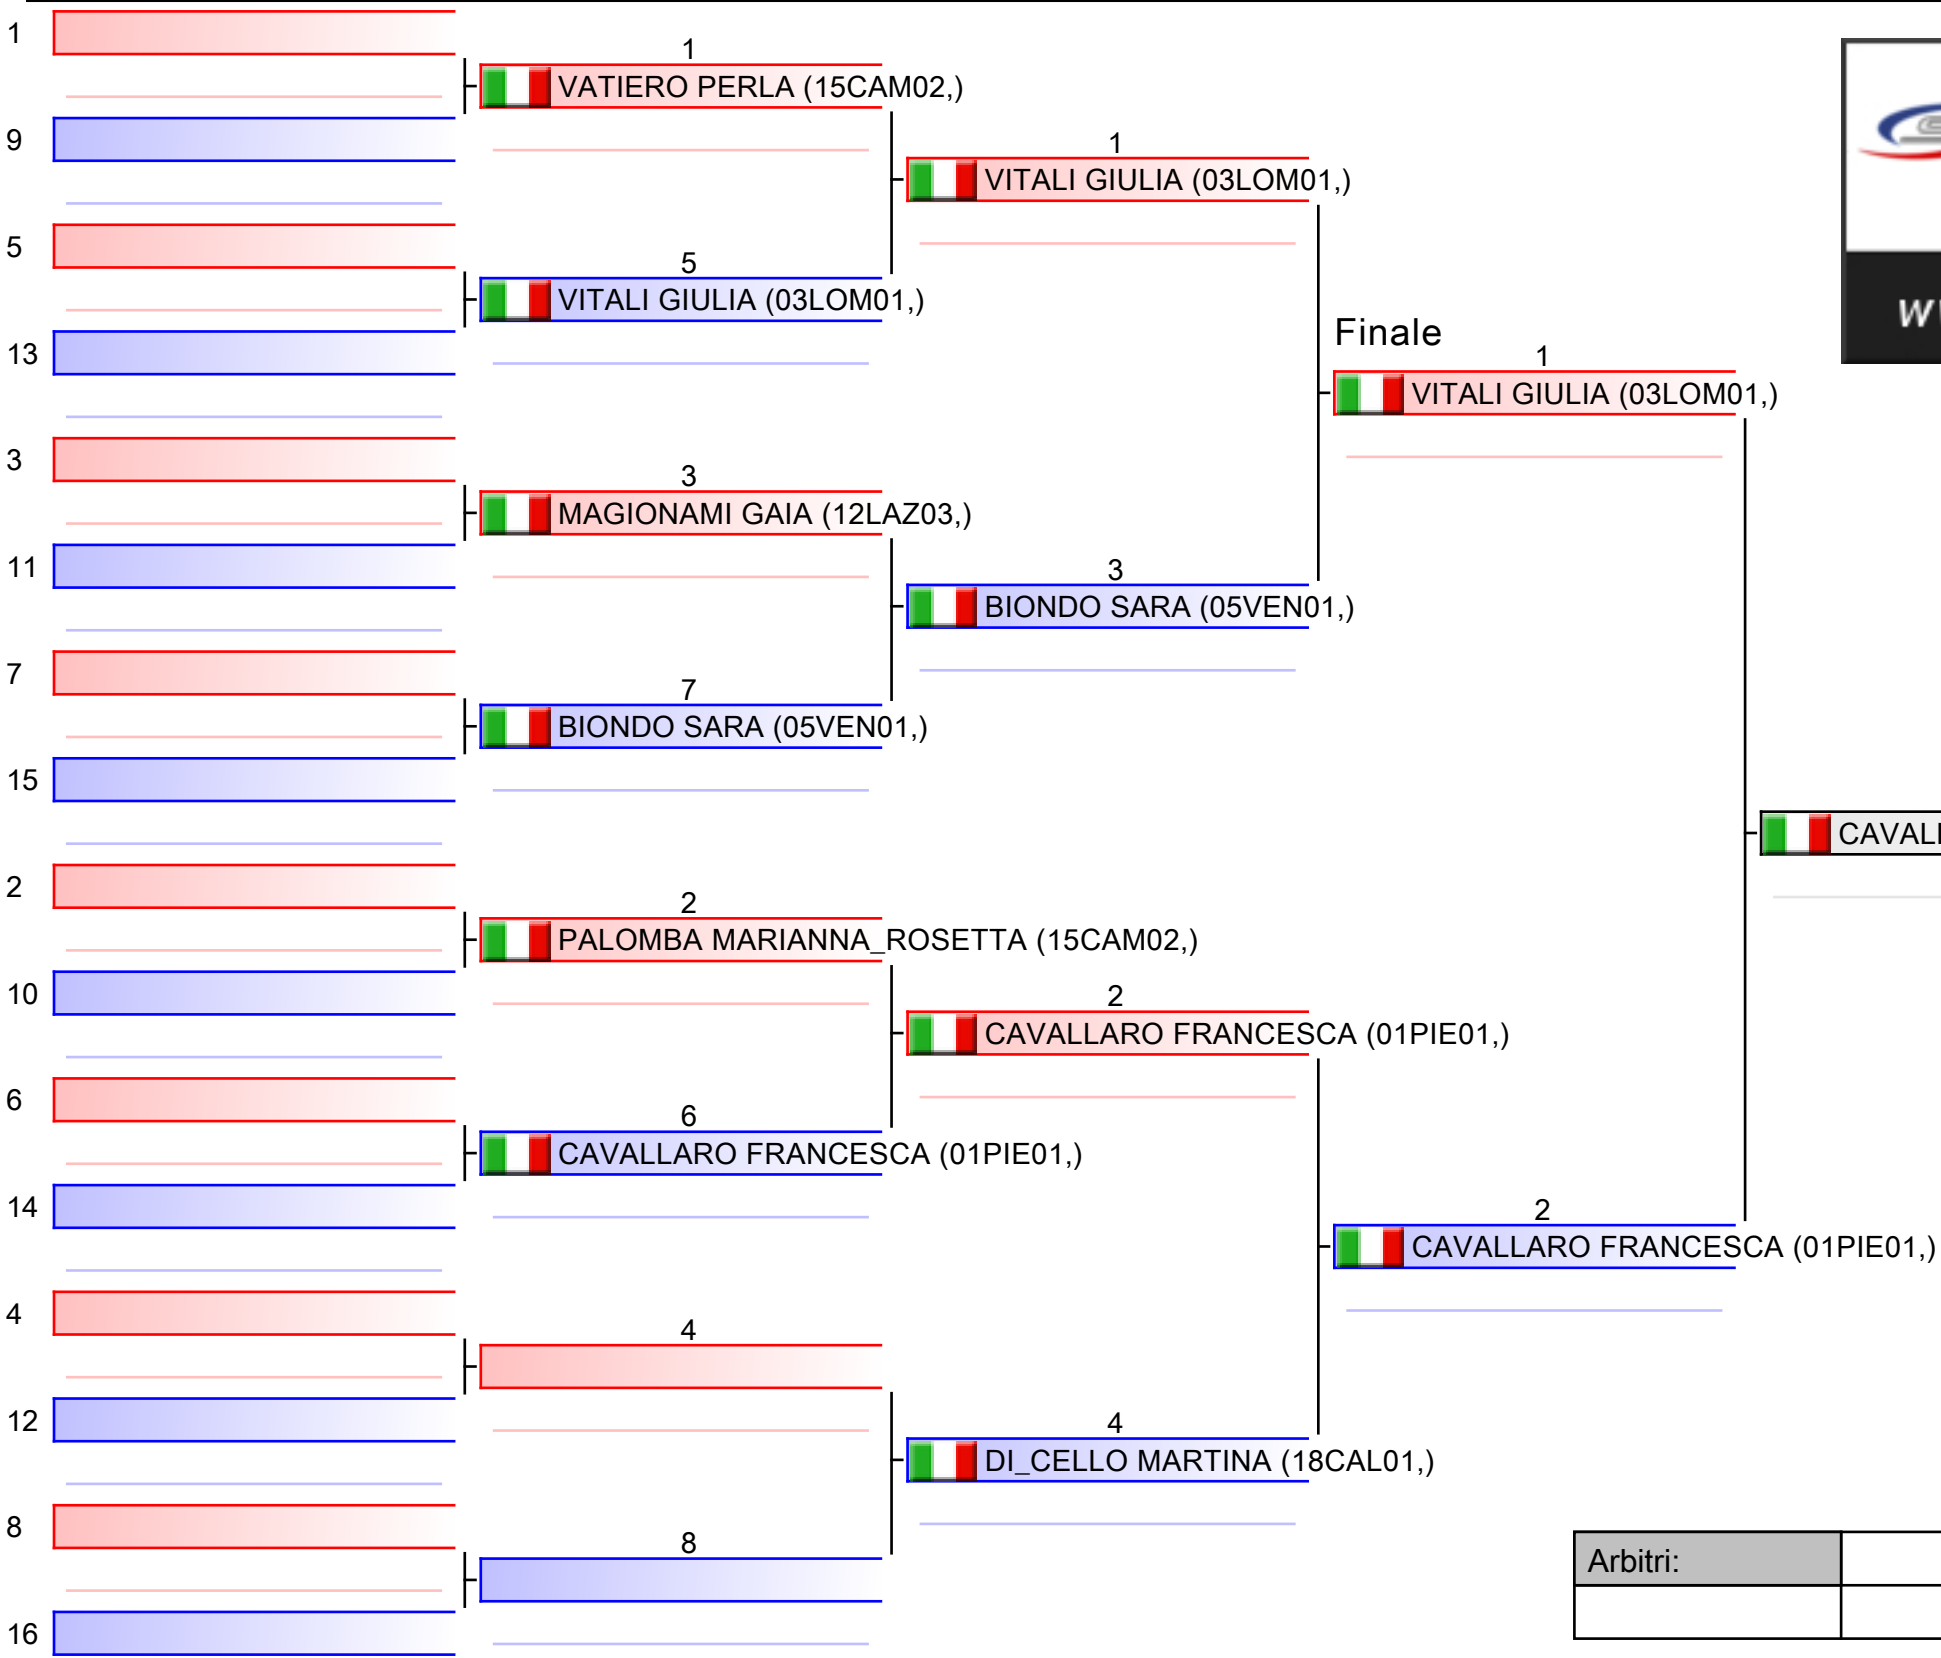 1
9
5
13
3
11
7
15
2
10
6
14
4
12
8
16
1
VATIERO PERLA (15CAM02,)
5
VITALI GIULIA (03LOM01,)
3
MAGIONAMI GAIA (12LAZ03,)
7
BIONDO SARA (05VEN01,)
2
PALOMBA MARIANNA_ROSETTA (15CAM02,)
6
CAVALLARO FRANCESCA (01PIE01,)
4
8
1
VITALI GIULIA (03LOM01,)
3
BIONDO SARA (05VEN01,)
2
CAVALLARO FRANCESCA (01PIE01,)
4
DI_CELLO MARTINA (18CAL01,)
Finale
1
VITALI GIULIA (03LOM01,)
2
CAVALLARO FRANCESCA (01PIE01,)
Arbitri: